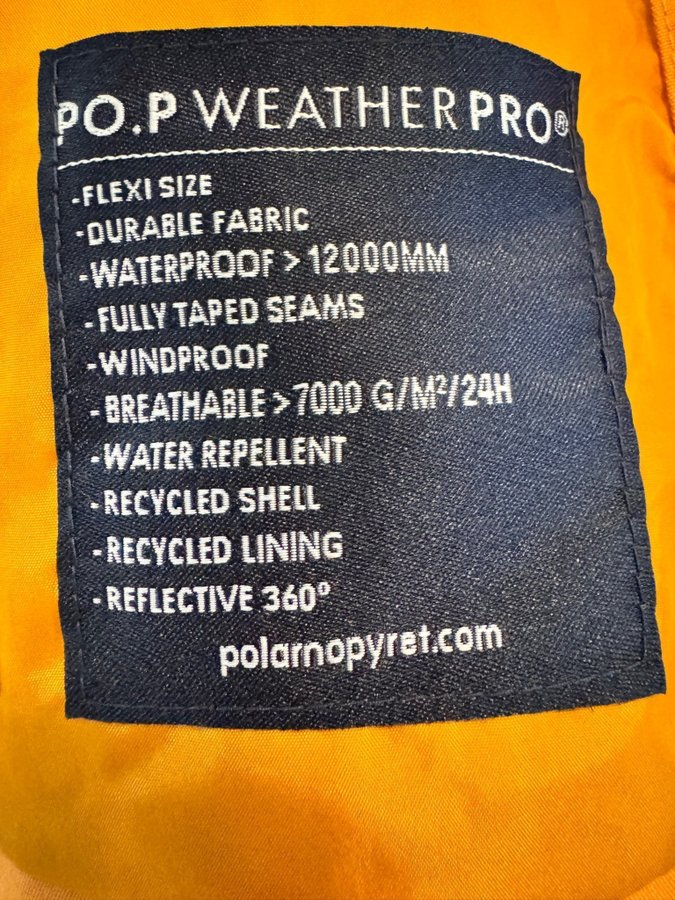 PO.P WEATHERPRO®
-FLEXI SIZE
-DURABLE FABRIC
-WATERPROOF > 12000MM
-FULLY TAPED SEAMS
-WINDPROOF
-BREATHABLE > 7000 G/M²/24H
-WATER REPELLENT
-RECYCLED SHELL
-RECYCLED LINING
-REFLECTIVE 360°
polarnopyret.com